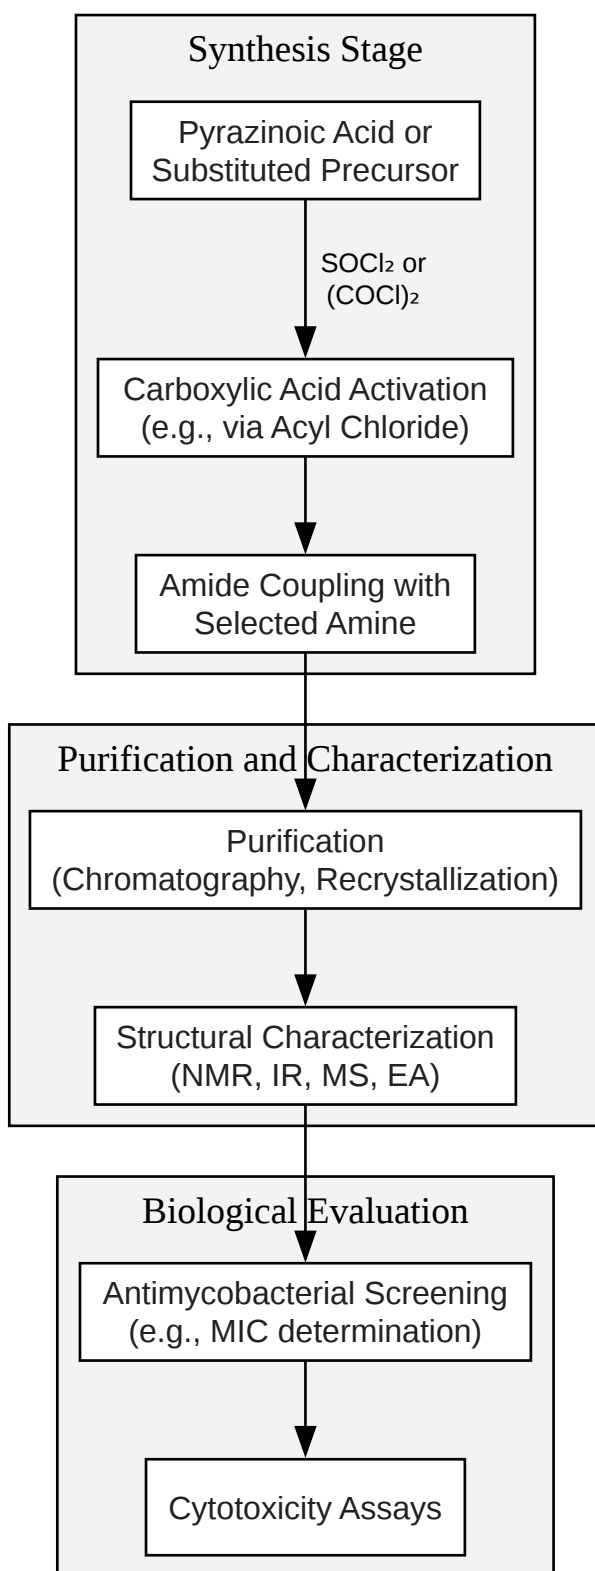 Synthesis Stage
Pyrazinoic Acid or
Substituted Precursor
SOCl₂ or
(COCl)₂
Carboxylic Acid Activation
(e.g., via Acyl Chloride)
Amide Coupling with
Selected Amine
Purification and Characterization
Purification
(Chromatography, Recrystallization)
Structural Characterization
(NMR, IR, MS, EA)
Biological Evaluation
Antimycobacterial Screening
(e.g., MIC determination)
Cytotoxicity Assays